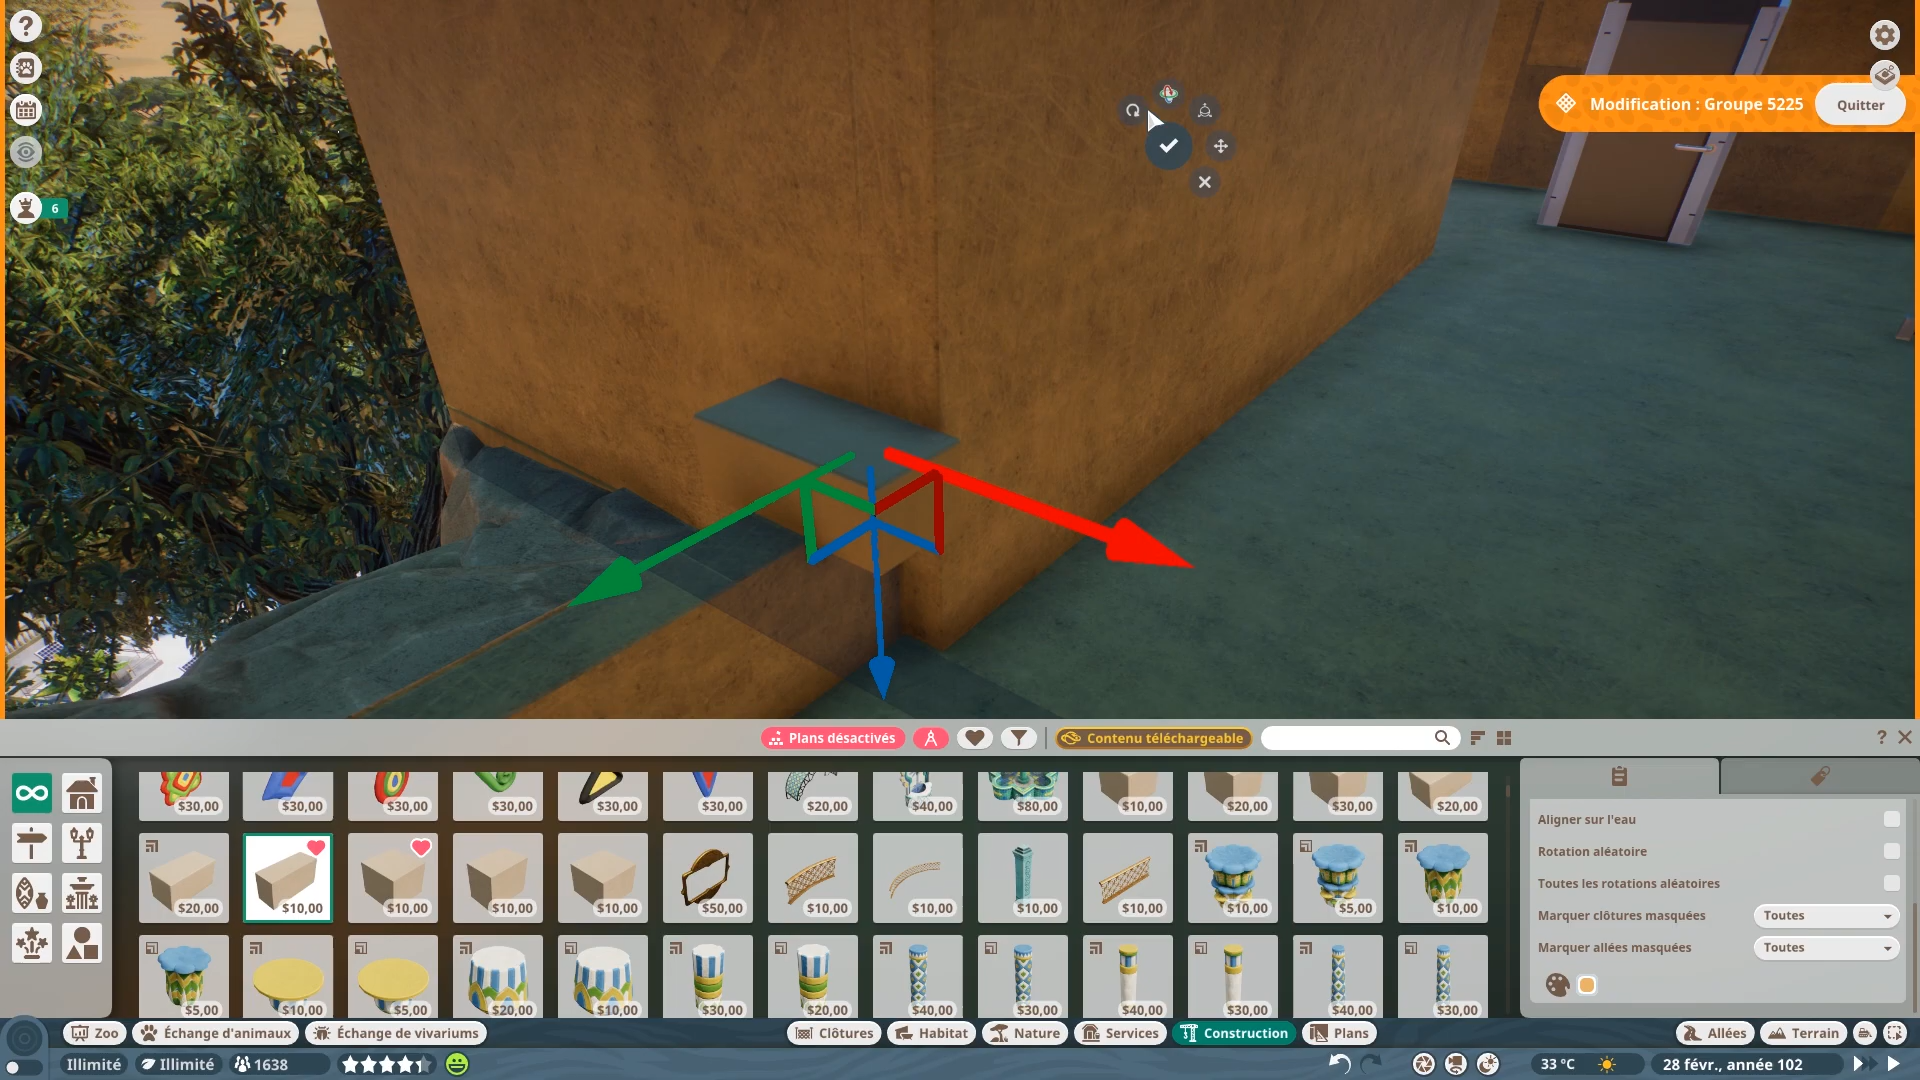 ?
6
Modification : Groupe 5225
Quitter
Plans désactivés
Contenu téléchargeable
?
$30,00
$30,00
$30,00
$30,00
$30,00
$30,00
$20,00
$40,00
$80,00
$10,00
$20,00
$30,00
$20,00
$20,00
$10,00
$10,00
$10,00
$10,00
$50,00
$10,00
$10,00
$10,00
$10,00
$10,00
$5,00
$10,00
$5,00
$10,00
$5,00
$20,00
$10,00
$30,00
$20,00
$40,00
$30,00
$40,00
$30,00
$40,00
$30,00
Aligner sur l'eau
Rotation aléatoire
Toutes les rotations aléatoires
Marquer clôtures masquées
Toutes
Marquer allées masquées
Toutes
Zoo
Échange d'animaux
Échange de vivariums
Clôtures
Habitat
Nature
Services
Construction
Plans
Allées
Terrain
Illimité
Illimité
1638
33 °C
28 févr., année 102